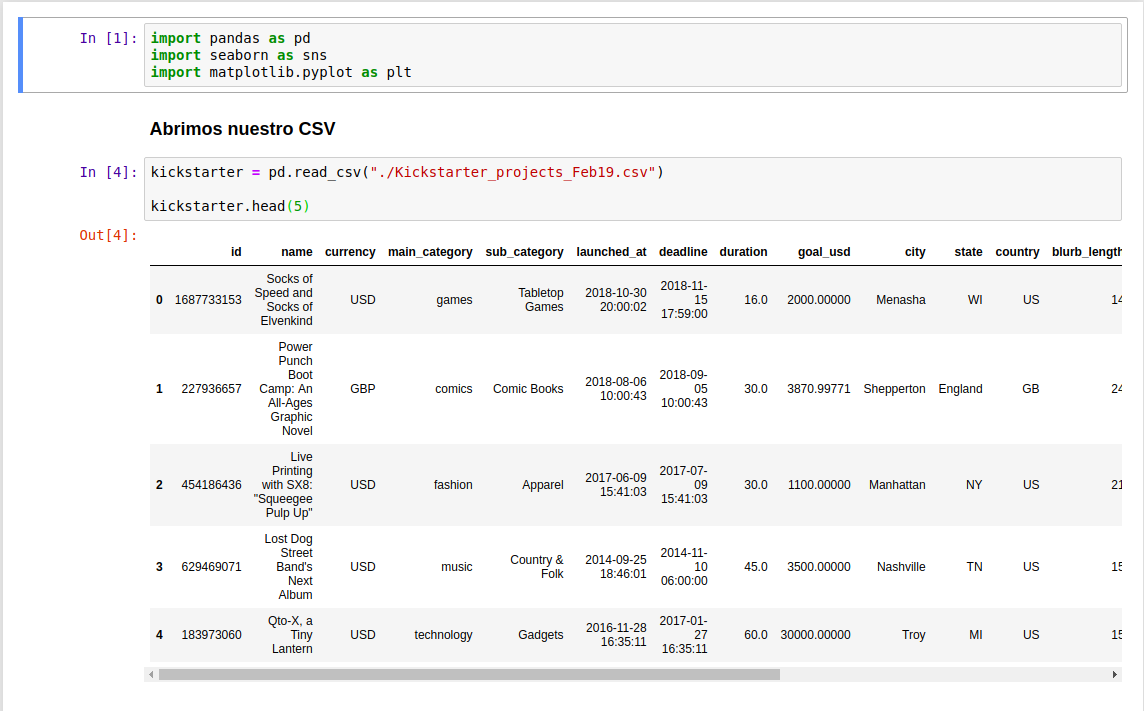 In [1]: import pandas as pd
import seaborn as sns
import matplotlib.pyplot as plt
Abrimos nuestro CSV
In [4]: kickstarter = pd.read_csv("./Kickstarter_projects_Feb19.csv")
kickstarter.head(5)
Out[4]:
id name currency main_category sub_category launched_at deadline duration goal_usd city state country blurb_length
0 1687733153 Socks of Speed and Socks of Elvenkind USD games Tabletop Games 2018-10-30 20:00:02 2018-11-15 17:59:00 16.0 2000.00000 Menasha WI US 14
1 227936657 Power Punch Boot Camp: An All-Ages Graphic Novel GBP comics Comic Books 2018-08-06 10:00:43 2018-09-05 10:00:43 30.0 3870.99771 Shepperton England GB 24
2 454186436 Live Printing with SX8: "Squeegee Pulp Up" USD fashion Apparel 2017-06-09 15:41:03 2017-07-09 15:41:03 30.0 1100.00000 Manhattan NY US 21
3 629469071 Lost Dog Street Band's Next Album USD music Country & Folk 2014-09-25 18:46:01 2014-11-10 06:00:00 45.0 3500.00000 Nashville TN US 15
4 183973060 Qto-X, a Tiny Lantern USD technology Gadgets 2016-11-28 16:35:11 2017-01-27 16:35:11 60.0 30000.00000 Troy MI US 15